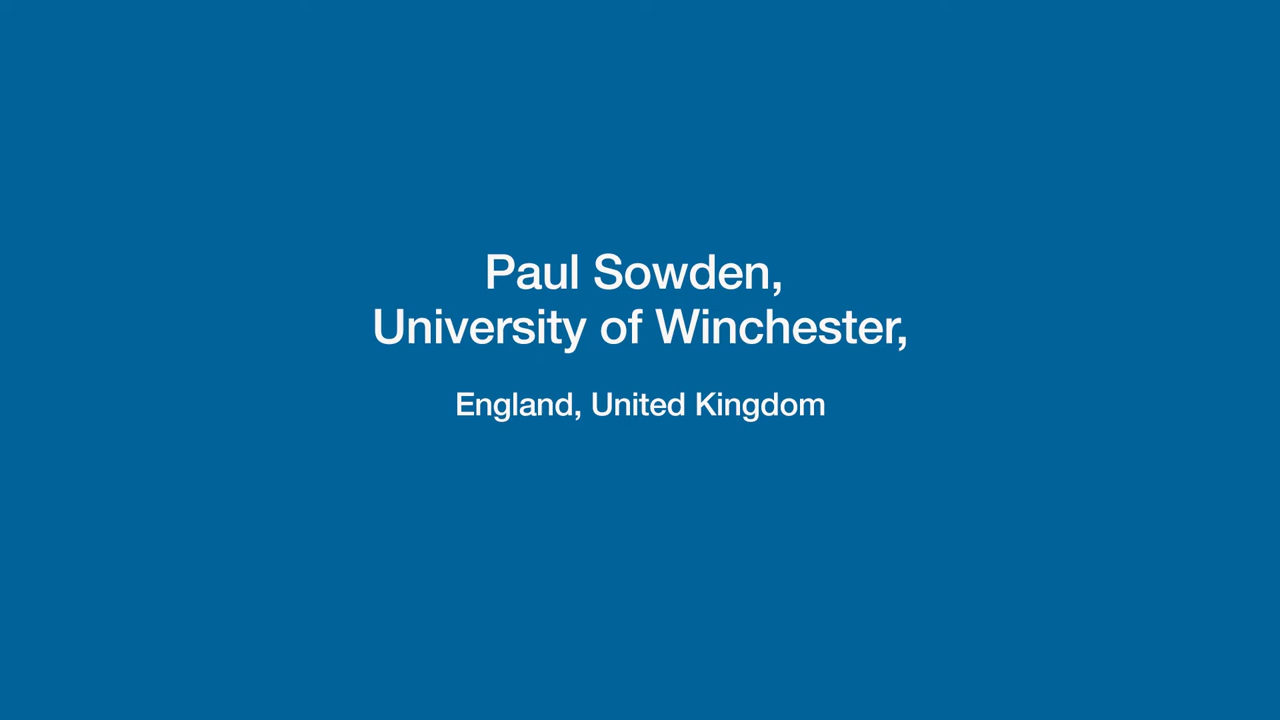 Paul Sowden,
University of Winchester,
England, United Kingdom